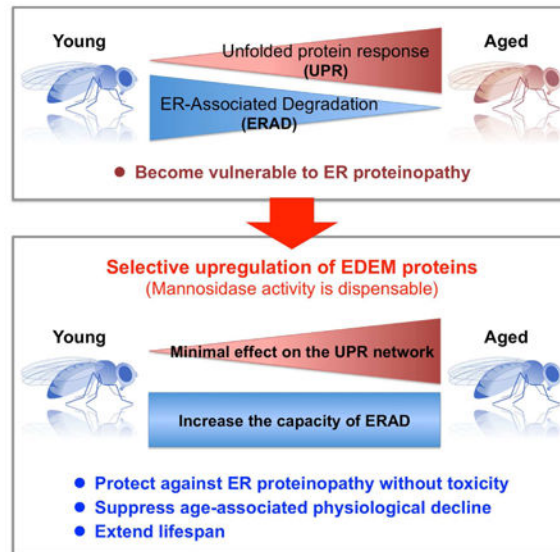 Young
Unfolded protein response
(UPR)
Aged
ER-Associated Degradation
(ERAD)
● Become vulnerable to ER proteinopathy
Selective upregulation of EDEM proteins
(Mannosidase activity is dispensable)
Young
Minimal effect on the UPR network
Aged
Increase the capacity of ERAD
● Protect against ER proteinopathy without toxicity
● Suppress age-associated physiological decline
● Extend lifespan